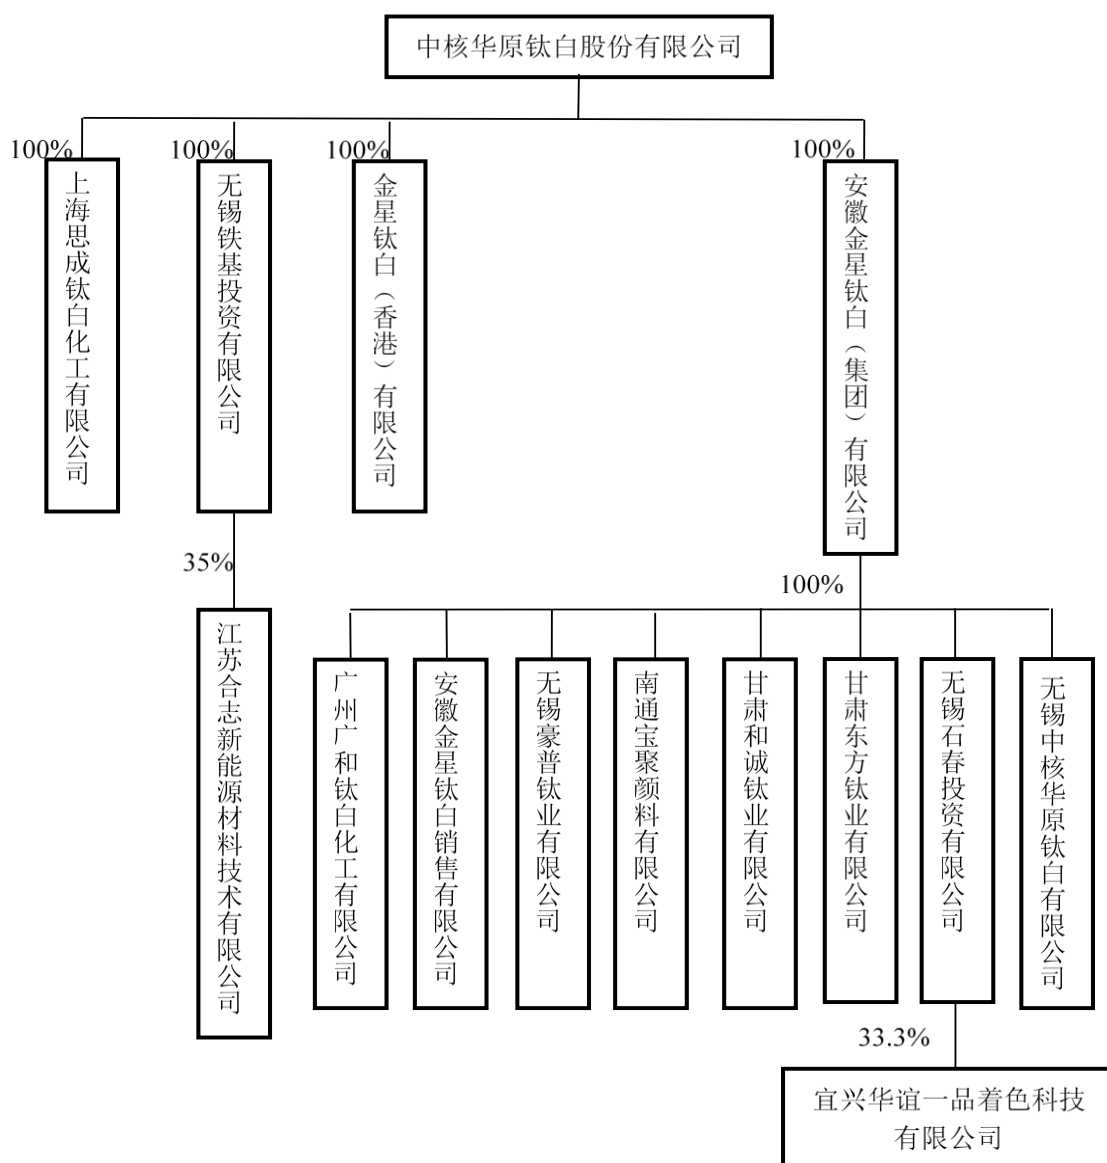 中核华原钛白股份有限公司
100%
100%
100%
100%
上海思成钛白化工有限公司
无锡铁基投资有限公司
金星钛白（香港）有限公司
安徽金星钛白（集团）有限公司
35%
100%
江苏合志新能源材料技术有限公司
广州广和钛白化工有限公司
安徽金星钛白销售有限公司
无锡豪普钛业有限公司
南通宝聚颜料有限公司
甘肃和诚钛业有限公司
甘肃东方钛业有限公司
无锡石春投资有限公司
无锡中核华原钛白有限公司
33.3%
宜兴华谊一品着色科技
有限公司